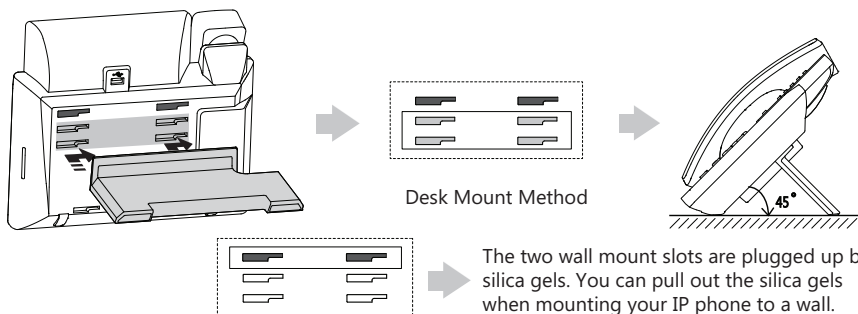 Desk Mount Method
45°
The two wall mount slots are plugged up b
silica gels. You can pull out the silica gels
when mounting your IP phone to a wall.